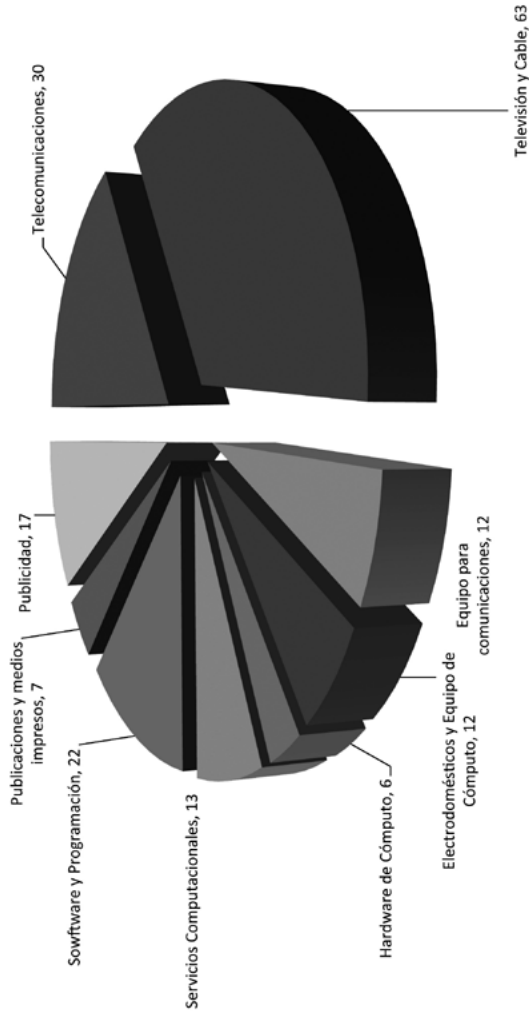 Telecomunicaciones, 30
Televisión y Cable, 63
Equipo para
comunicaciones, 12
Electrodomésticos y Equipo de
Cómputo, 12
Hardware de Cómputo, 6
Servicios Computacionales, 13
Sowftware y Programación, 22
Publicaciones y medios
impresos, 7
Publicidad, 17